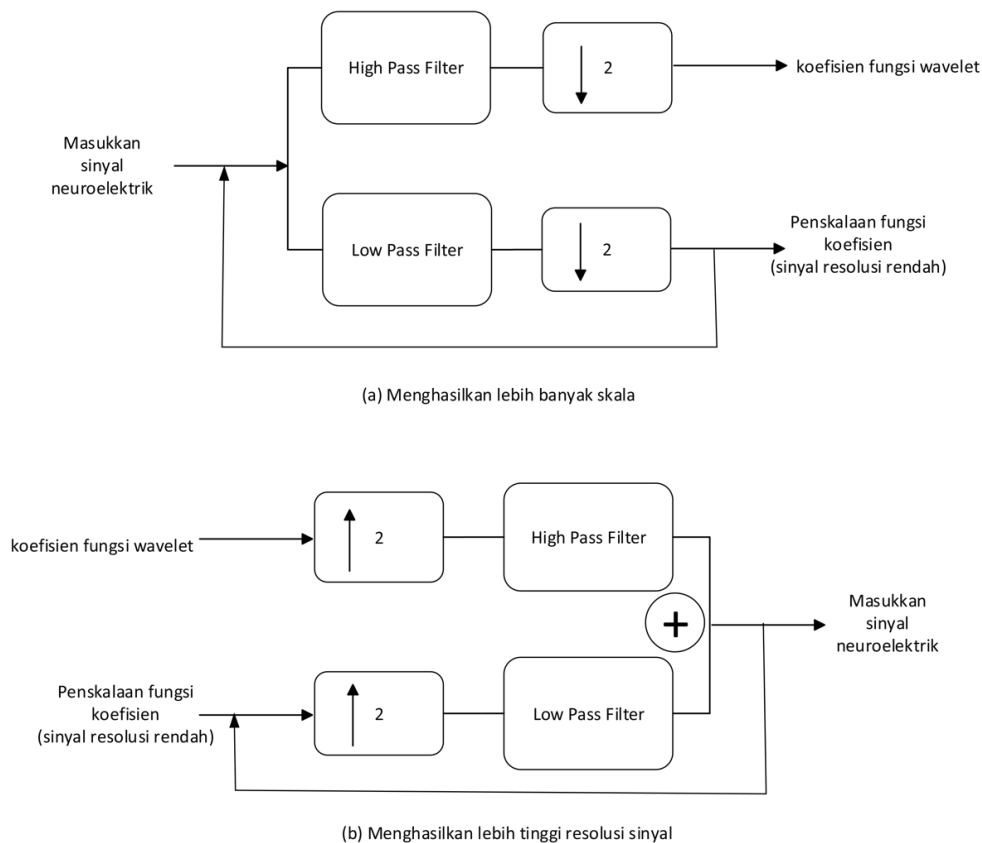 High Pass Filter
2
koefisien fungsi wavelet
Masukkan
sinyal
neuroelektrik
Low Pass Filter
2
Penskalaan fungsi
koefisien
(sinyal resolusi rendah)
(a) Menghasilkan lebih banyak skala
koefisien fungsi wavelet
2
High Pass Filter
+
Masukkan
sinyal
neuroelektrik
Penskalaan fungsi
koefisien
(sinyal resolusi rendah)
2
Low Pass Filter
(b) Menghasilkan lebih tinggi resolusi sinyal